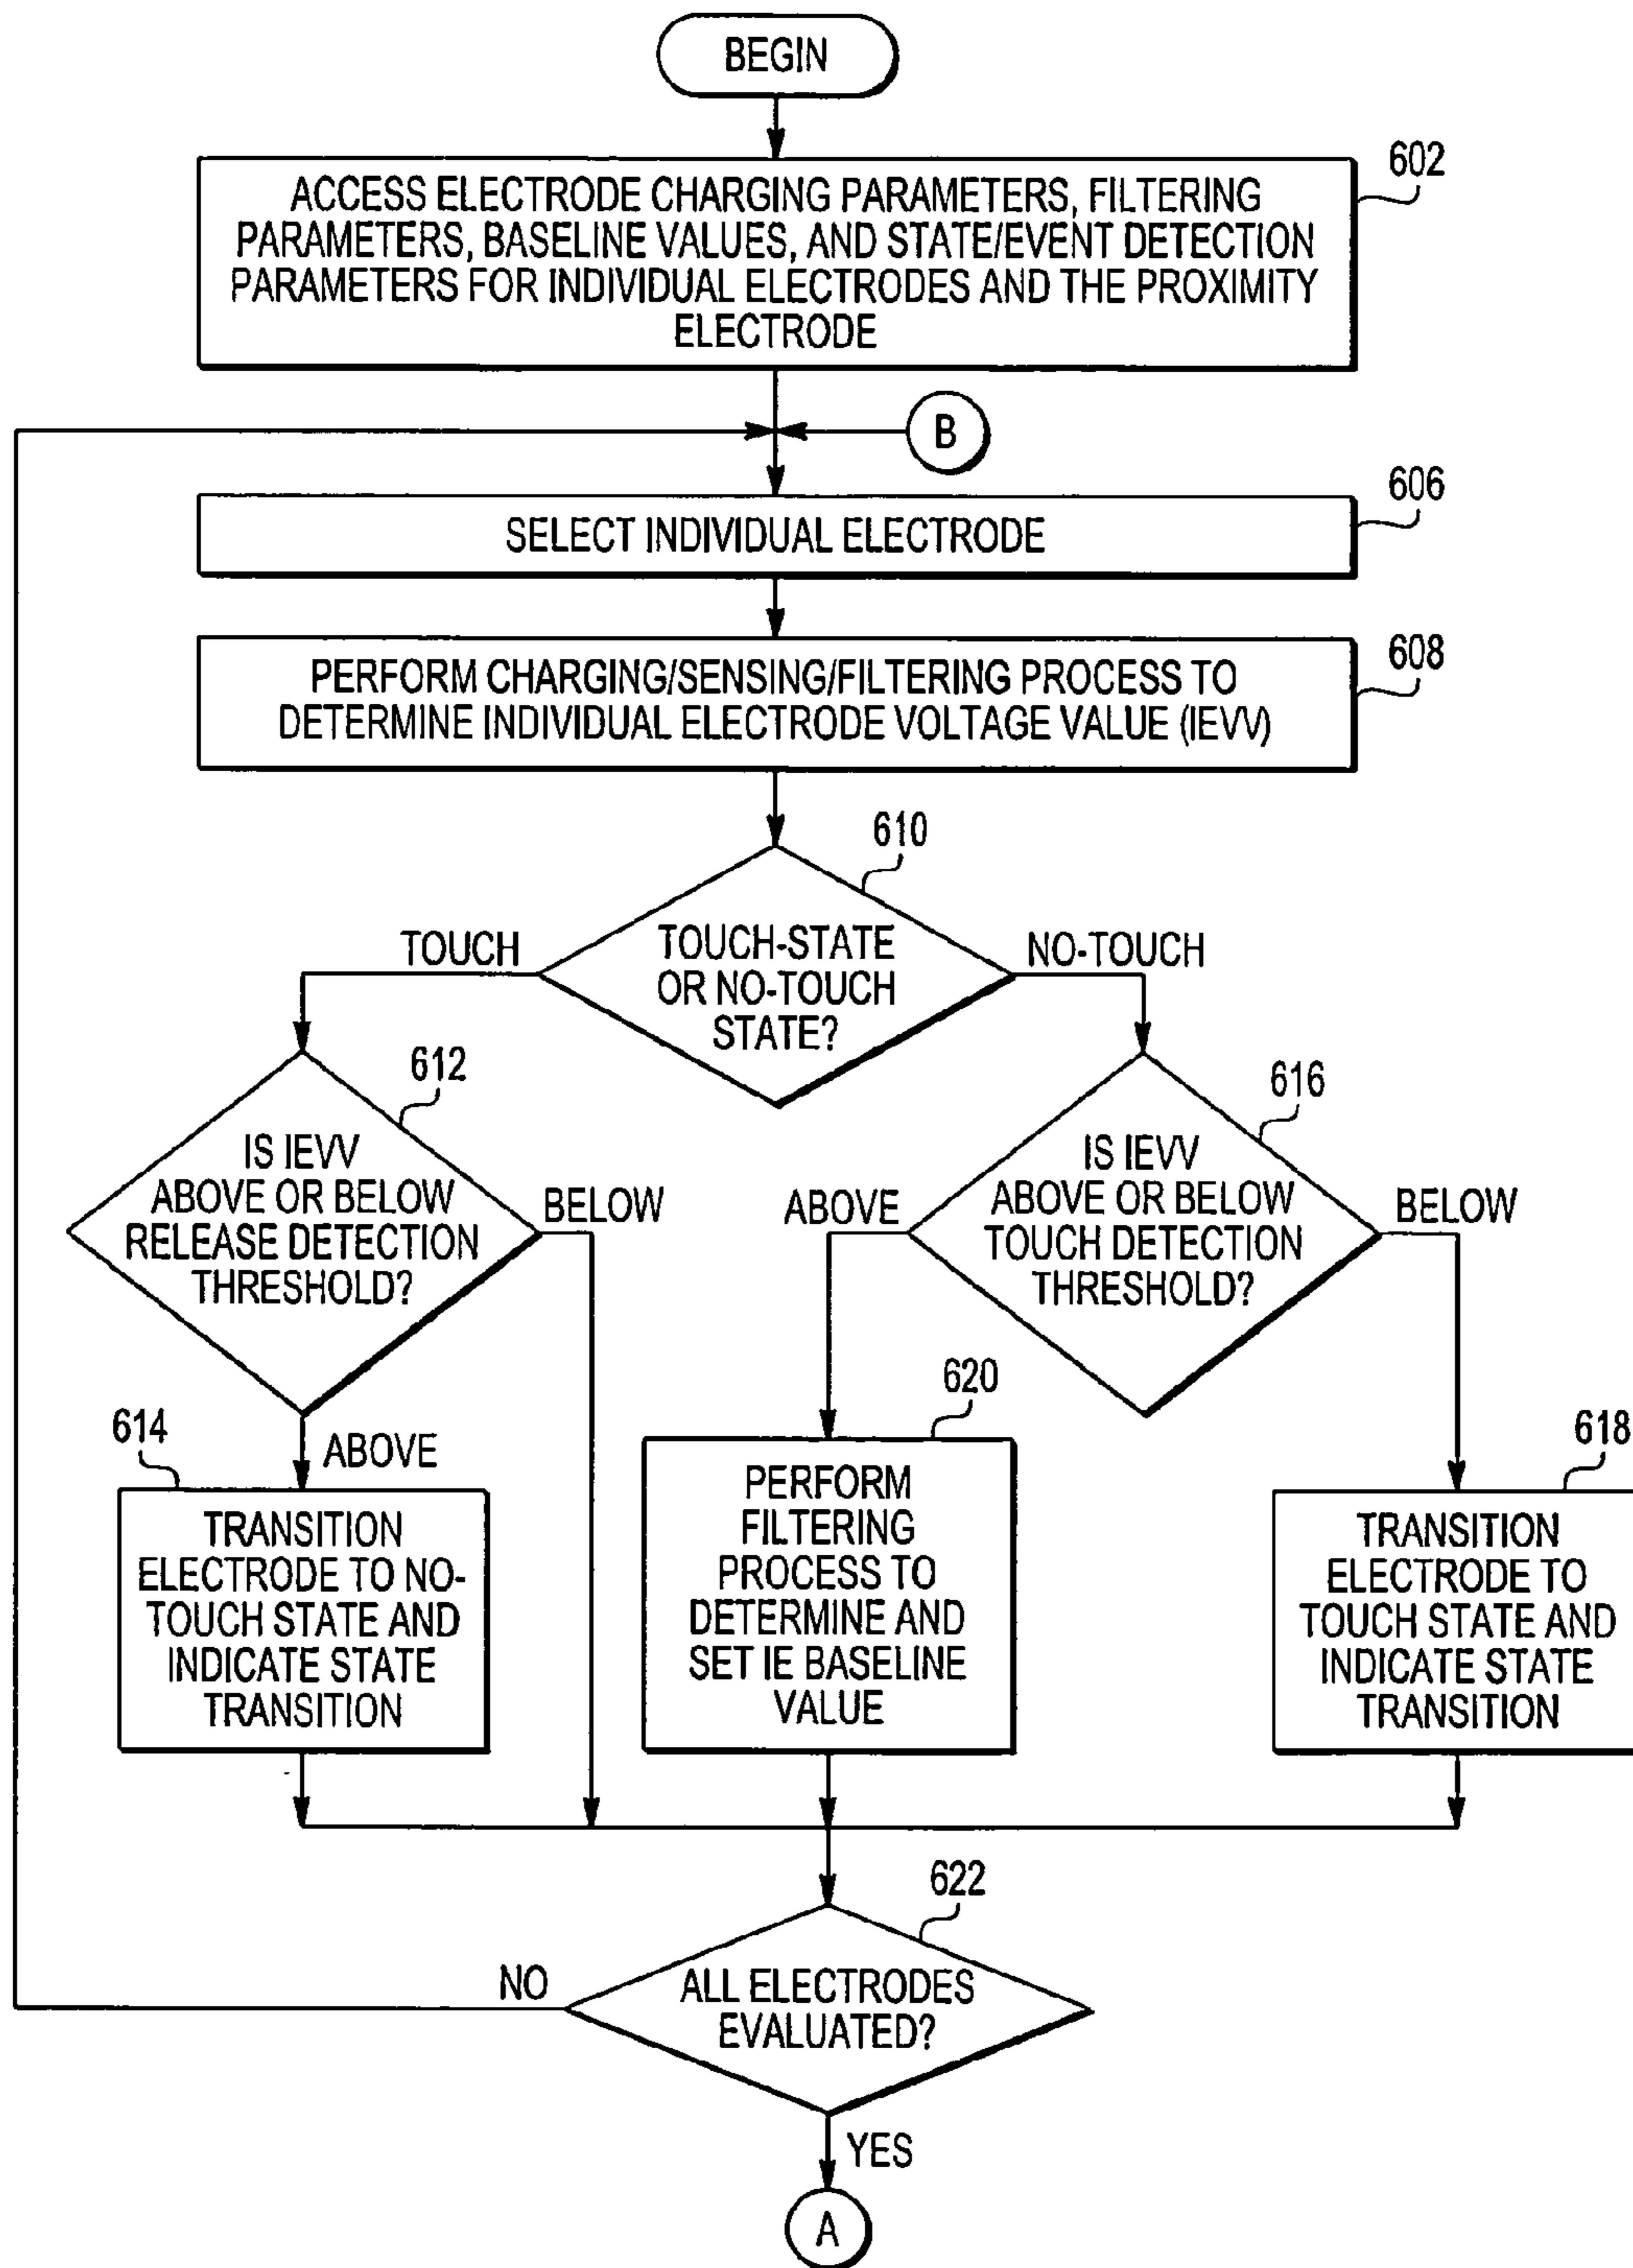 BEGIN
602
ACCESS ELECTRODE CHARGING PARAMETERS, FILTERING
PARAMETERS, BASELINE VALUES, AND STATE/EVENT DETECTION
PARAMETERS FOR INDIVIDUAL ELECTRODES AND THE PROXIMITY
ELECTRODE
B
606
SELECT INDIVIDUAL ELECTRODE
608
PERFORM CHARGING/SENSING/FILTERING PROCESS TO
DETERMINE INDIVIDUAL ELECTRODE VOLTAGE VALUE (IEVV)
610
TOUCH
TOUCH-STATE
OR NO-TOUCH
STATE?
NO-TOUCH
612
IS IEVV
ABOVE OR BELOW
RELEASE DETECTION
THRESHOLD?
BELOW
ABOVE
616
IS IEVV
ABOVE OR BELOW
TOUCH DETECTION
THRESHOLD?
ABOVE
BELOW
614
TRANSITION
ELECTRODE TO NO-
TOUCH STATE AND
INDICATE STATE
TRANSITION
620
PERFORM
FILTERING
PROCESS TO
DETERMINE AND
SET IE BASELINE
VALUE
618
TRANSITION
ELECTRODE TO
TOUCH STATE AND
INDICATE STATE
TRANSITION
622
NO
ALL ELECTRODES
EVALUATED?
YES
A